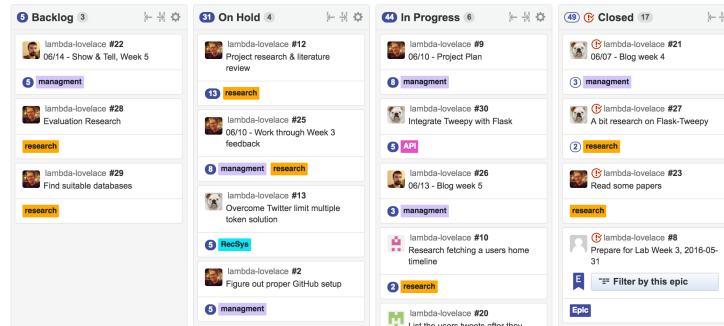 5 Backlog 3
lambda-lovelace #22
06/14 - Show & Tell, Week 5
5 managment
lambda-lovelace #28
Evaluation Research
research
lambda-lovelace #29
Find suitable databases
research
31 On Hold 4
lambda-lovelace #12
Project research & literature
review
13 research
lambda-lovelace #25
06/10 - Work through Week 3
feedback
8 managment research
lambda-lovelace #13
Overcome Twitter limit multiple
token solution
5 RecSys
lambda-lovelace #2
Figure out proper GitHub setup
5 managment
44 In Progress 6
lambda-lovelace #9
06/10 - Project Plan
8 managment
lambda-lovelace #30
Integrate Tweepy with Flask
5 API
lambda-lovelace #26
06/13 - Blog week 5
3 managment
lambda-lovelace #10
Research fetching a users home
timeline
2 research
lambda-lovelace #20
List the users tweets after they
49 Closed 17
lambda-lovelace #21
06/07 - Blog week 4
3 managment
lambda-lovelace #27
A bit research on Flask-Tweepy
2 research
lambda-lovelace #23
Read some papers
research
lambda-lovelace #8
Prepare for Lab Week 3, 2016-05-
31
E Filter by this epic
Epic